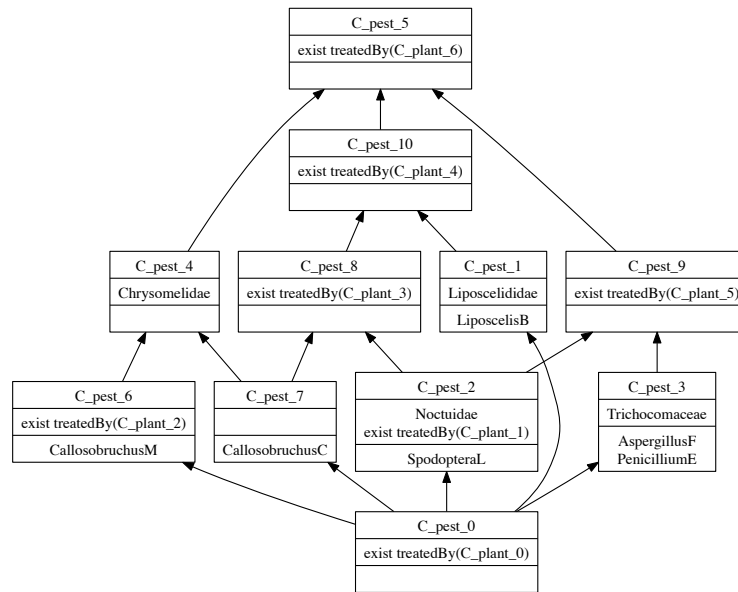 C_pest_5
exist treatedBy(C_plant_6)
C_pest_10
exist treatedBy(C_plant_4)
C_pest_4
Chrysomelidae
C_pest_8
exist treatedBy(C_plant_3)
C_pest_1
Liposcelididae
LiposcelisB
C_pest_9
exist treatedBy(C_plant_5)
C_pest_6
exist treatedBy(C_plant_2)
CallosobruchusM
C_pest_7
CallosobruchusC
C_pest_2
Noctuidae
exist treatedBy(C_plant_1)
SpodopteraL
C_pest_3
Trichocomaceae
AspergillusF
PenicilliumE
C_pest_0
exist treatedBy(C_plant_0)